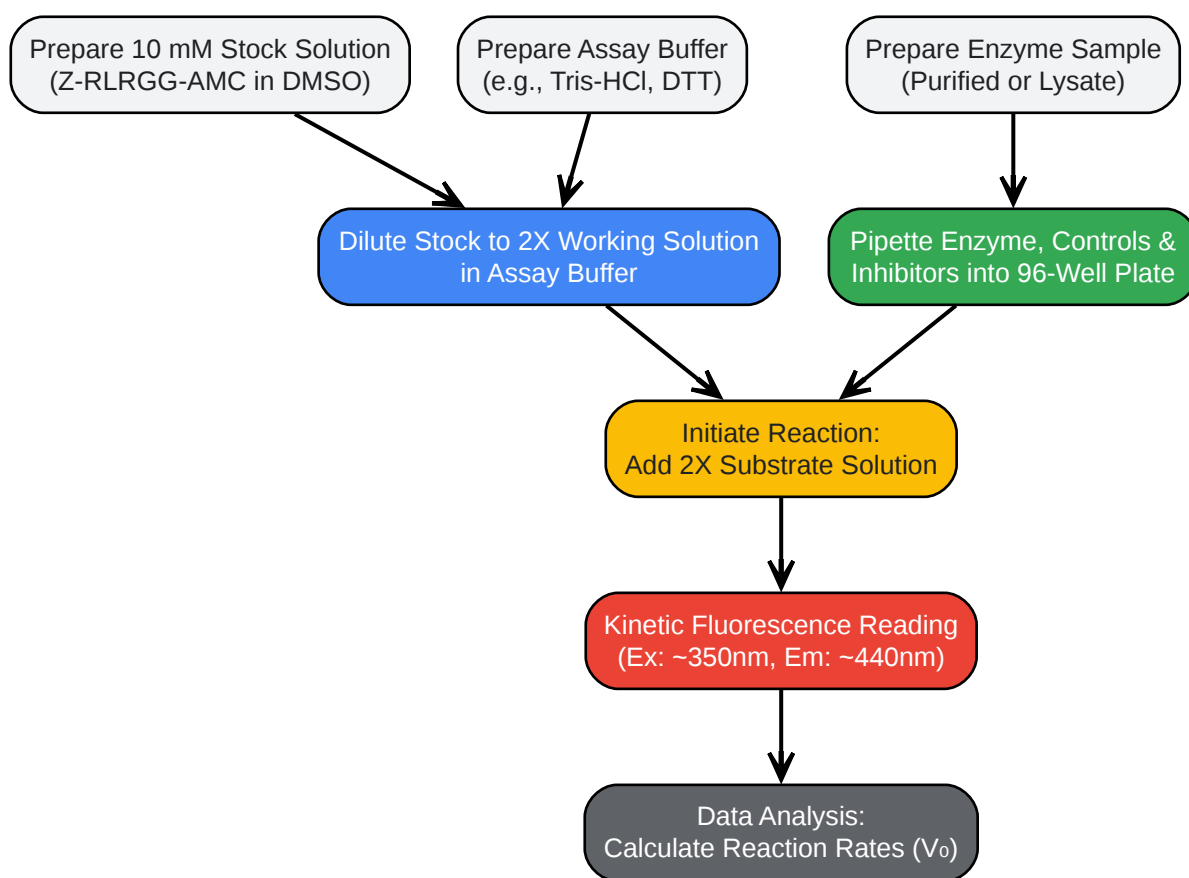 Prepare 10 mM Stock Solution
(Z-RLRGG-AMC in DMSO)
Prepare Assay Buffer
(e.g., Tris-HCl, DTT)
Prepare Enzyme Sample
(Purified or Lysate)
Dilute Stock to 2X Working Solution
in Assay Buffer
Pipette Enzyme, Controls &
Inhibitors into 96-Well Plate
Initiate Reaction:
Add 2X Substrate Solution
Kinetic Fluorescence Reading
(Ex: ~350nm, Em: ~440nm)
Data Analysis:
Calculate Reaction Rates (V₀)